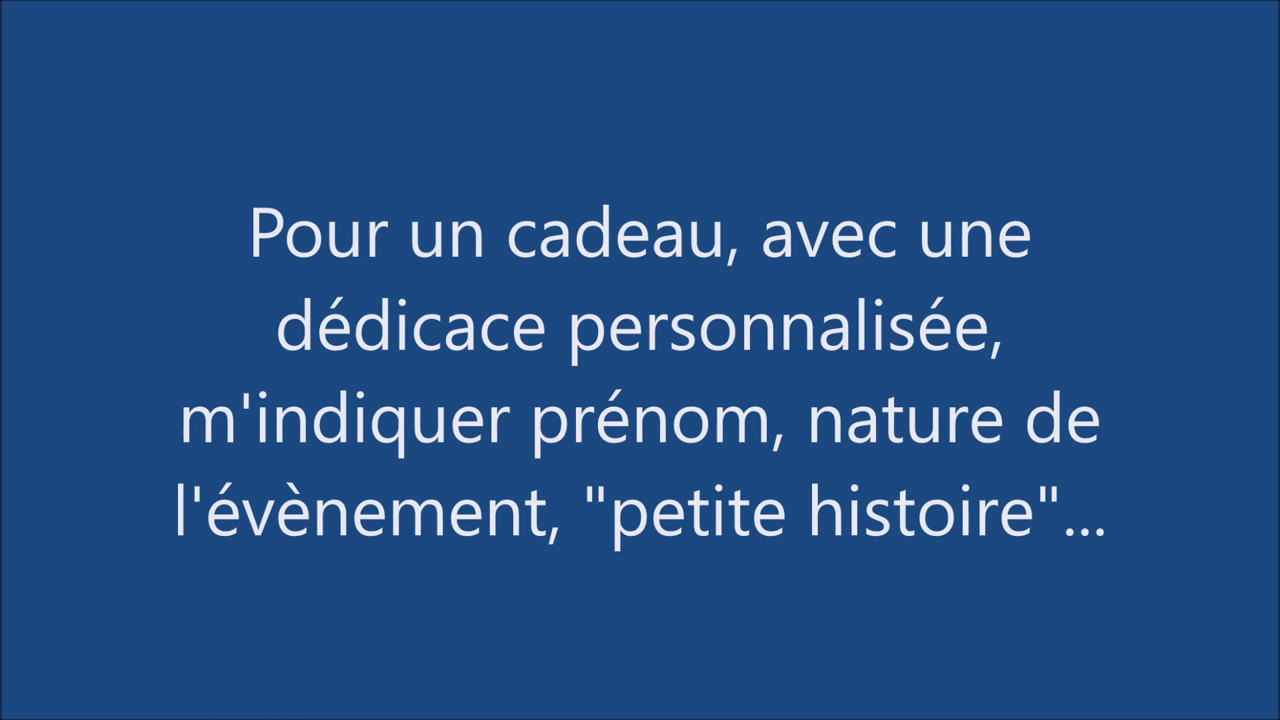 Pour un cadeau, avec une
dédicace personnalisée,
m'indiquer prénom, nature de
l'évènement, "petite histoire"...